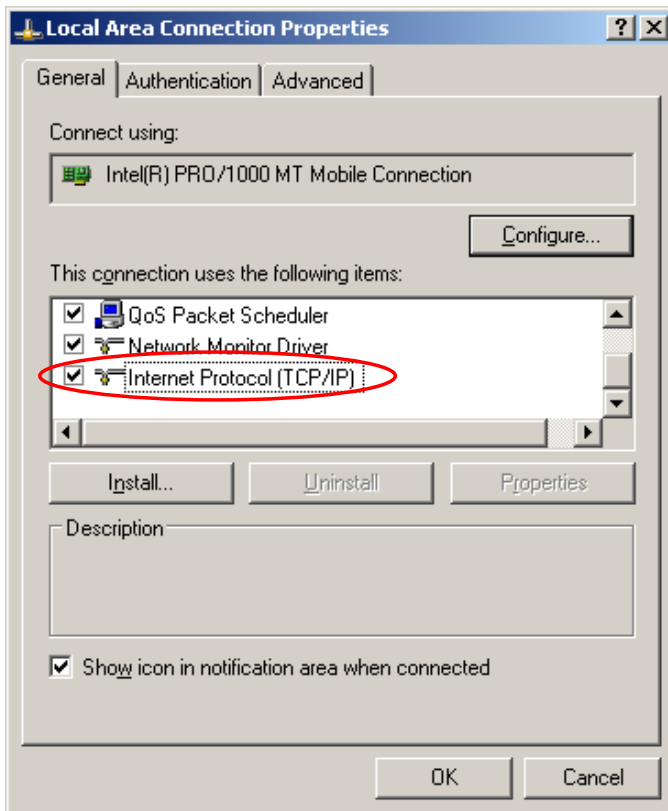 Local Area Connection Properties
General Authentication Advanced
Connect using:
Intel(R) PRO/1000 MT Mobile Connection
Configure...
This connection uses the following items:
QoS Packet Scheduler
Network Monitor Driver
Internet Protocol (TCP/IP)
Install... Uninstall Properties
Description
Show icon in notification area when connected
OK Cancel